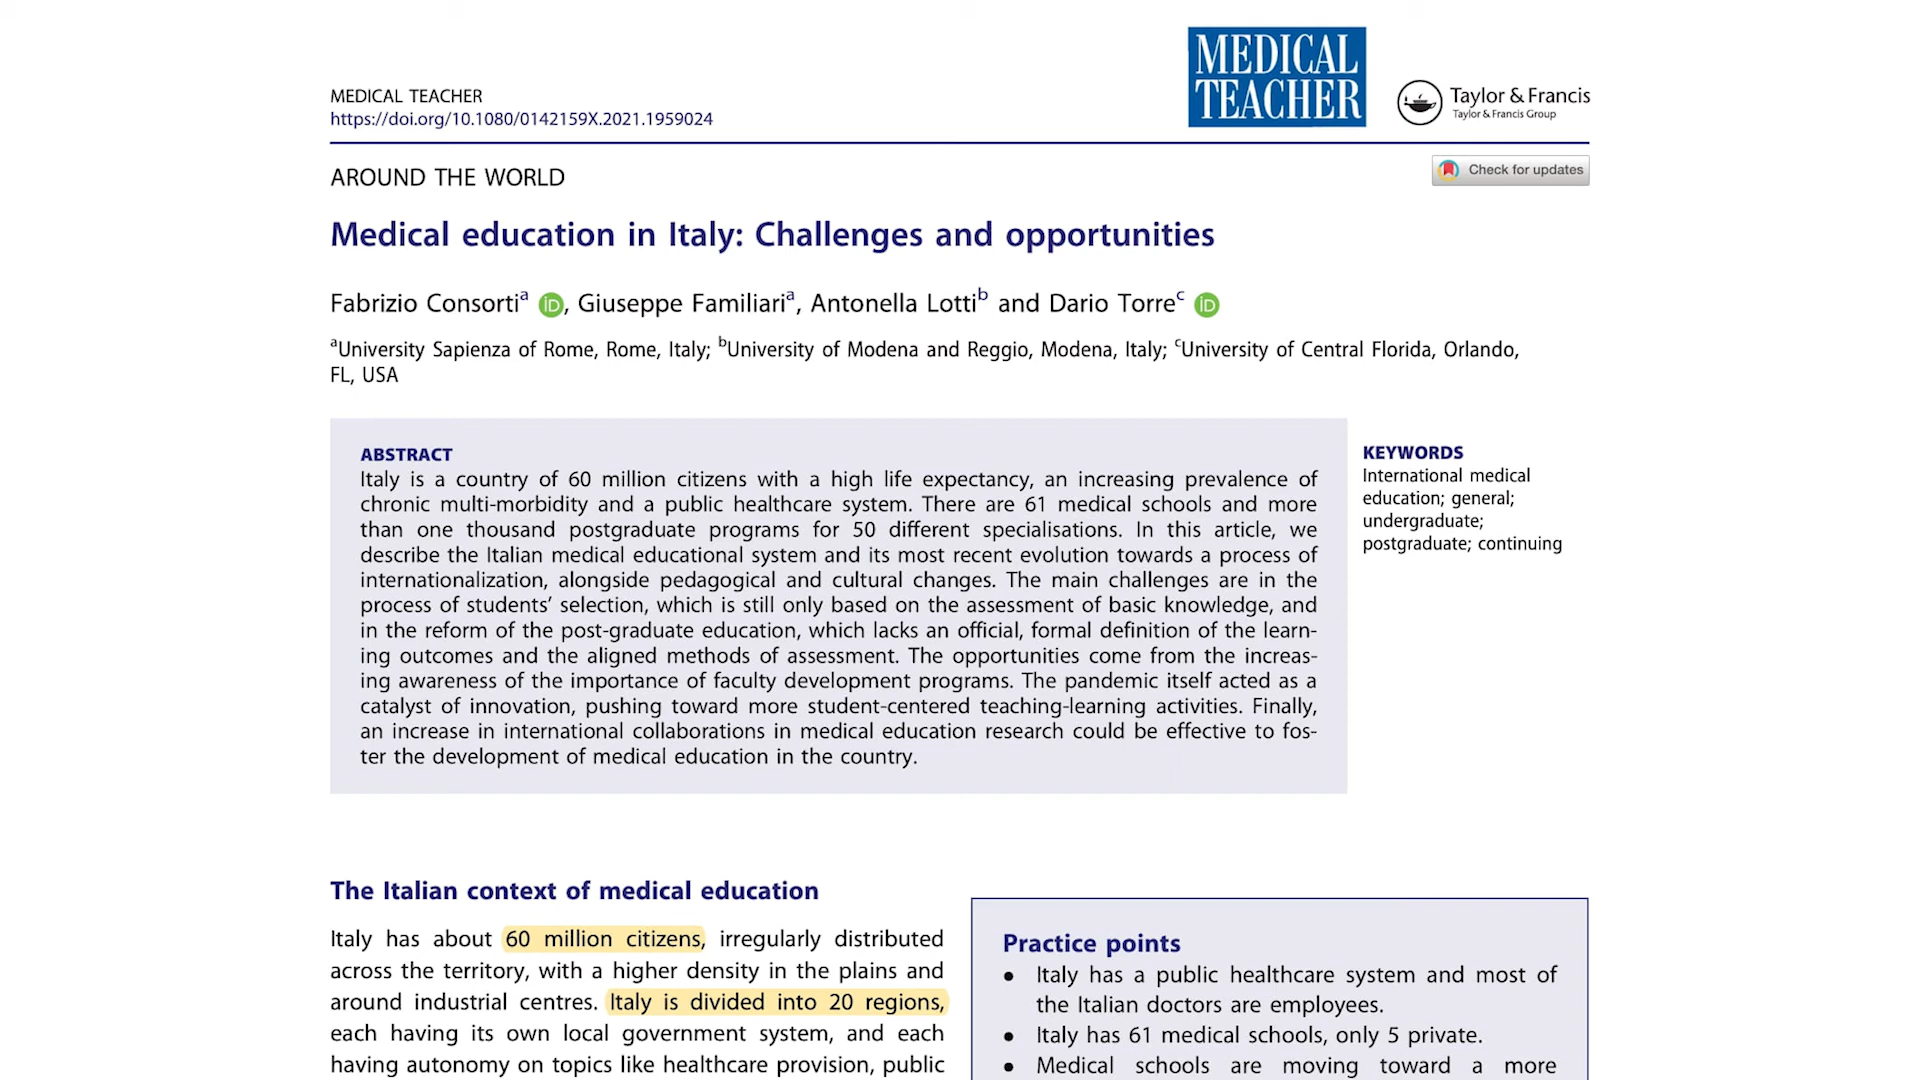 MEDICAL TEACHER
https://doi.org/10.1080/0142159X.2021.1959024
MEDICAL
TEACHER
Taylor & Francis
Taylor & Francis Group
Check for updates
AROUND THE WORLD
Medical education in Italy: Challenges and opportunities
Fabrizio Consortiᵃ iD, Giuseppe Familiariᵃ, Antonella Lottiᵇ and Dario Torreᶜ iD
ᵃUniversity Sapienza of Rome, Rome, Italy; ᵇUniversity of Modena and Reggio, Modena, Italy; ᶜUniversity of Central Florida, Orlando,
FL, USA
ABSTRACT
Italy is a country of 60 million citizens with a high life expectancy, an increasing prevalence of
chronic multi-morbidity and a public healthcare system. There are 61 medical schools and more
than one thousand postgraduate programs for 50 different specialisations. In this article, we
describe the Italian medical educational system and its most recent evolution towards a process of
internationalization, alongside pedagogical and cultural changes. The main challenges are in the
process of students’ selection, which is still only based on the assessment of basic knowledge, and
in the reform of the post-graduate education, which lacks an official, formal definition of the learn-
ing outcomes and the aligned methods of assessment. The opportunities come from the increas-
ing awareness of the importance of faculty development programs. The pandemic itself acted as a
catalyst of innovation, pushing toward more student-centered teaching-learning activities. Finally,
an increase in international collaborations in medical education research could be effective to fos-
ter the development of medical education in the country.
KEYWORDS
International medical
education; general;
undergraduate;
postgraduate; continuing
The Italian context of medical education
Italy has about 60 million citizens, irregularly distributed
across the territory, with a higher density in the plains and
around industrial centres. Italy is divided into 20 regions,
each having its own local government system, and each
having autonomy on topics like healthcare provision, public
Practice points
• Italy has a public healthcare system and most of
the Italian doctors are employees.
• Italy has 61 medical schools, only 5 private.
• Medical schools are moving toward a more